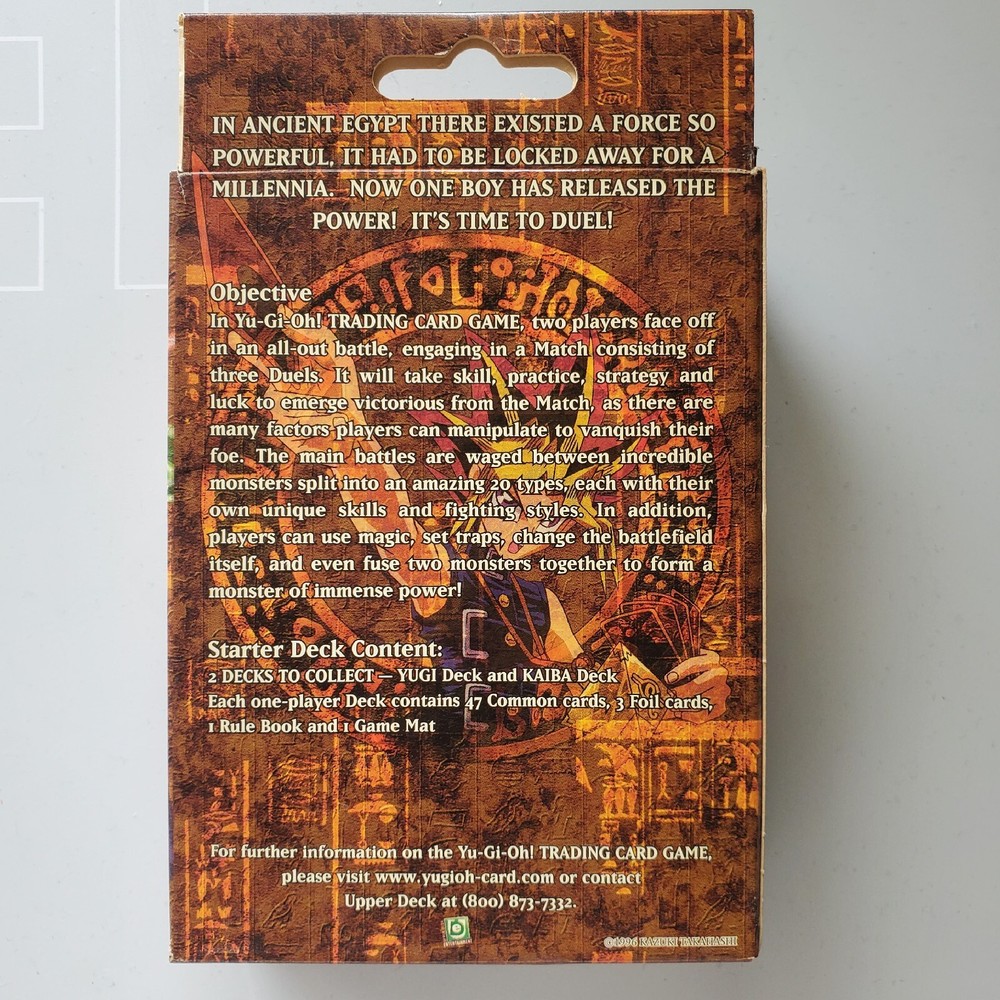 IN ANCIENT EGYPT THERE EXISTED A FORCE SO
POWERFUL, IT HAD TO BE LOCKED AWAY FOR A
MILLENNIA. NOW ONE BOY HAS RELEASED THE
POWER! IT'S TIME TO DUEL!
Objective
In Yu-Gi-Oh! TRADING CARD GAME, two players face off
in an all-out battle, engaging in a Match consisting of
three Duels. It will take skill, practice, strategy and
luck to emerge victorious from the Match, as there are
many factors players can manipulate to vanquish their
foe. The main battles are waged between incredible
monsters split into an amazing 20 types, each with their
own unique skills and fighting styles. In addition,
players can use magic, set traps, change the battlefield
itself, and even fuse two monsters together to form a
monster of immense power!
Starter Deck Content:
2 DECKS TO COLLECT — YUGI Deck and KAIBA Deck
Each one-player Deck contains 47 Common cards, 3 Foil cards,
1 Rule Book and 1 Game Mat
For further information on the Yu-Gi-Oh! TRADING CARD GAME,
please visit www.yugioh-card.com or contact
Upper Deck at (800) 873-7332.
ENTERTAINMENT
©1996 KAZUKI TAKAHASHI